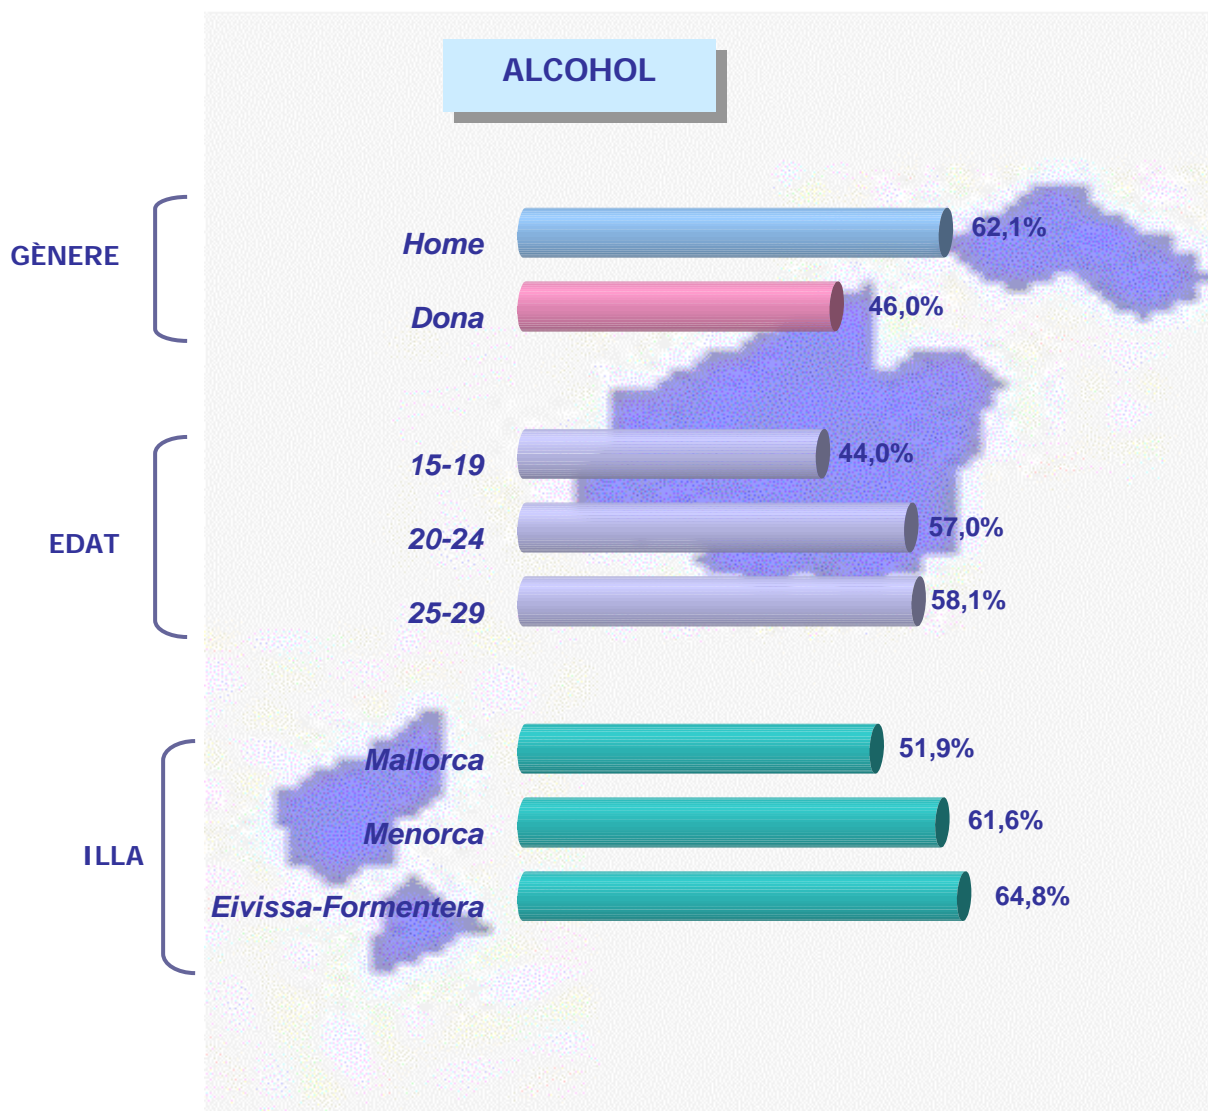 ALCOHOL
GÈNERE
Home 62,1%
Dona 46,0%
EDAT
15-19 44,0%
20-24 57,0%
25-29 58,1%
ILLA
Mallorca 51,9%
Menorca 61,6%
Eivissa-Formentera 64,8%